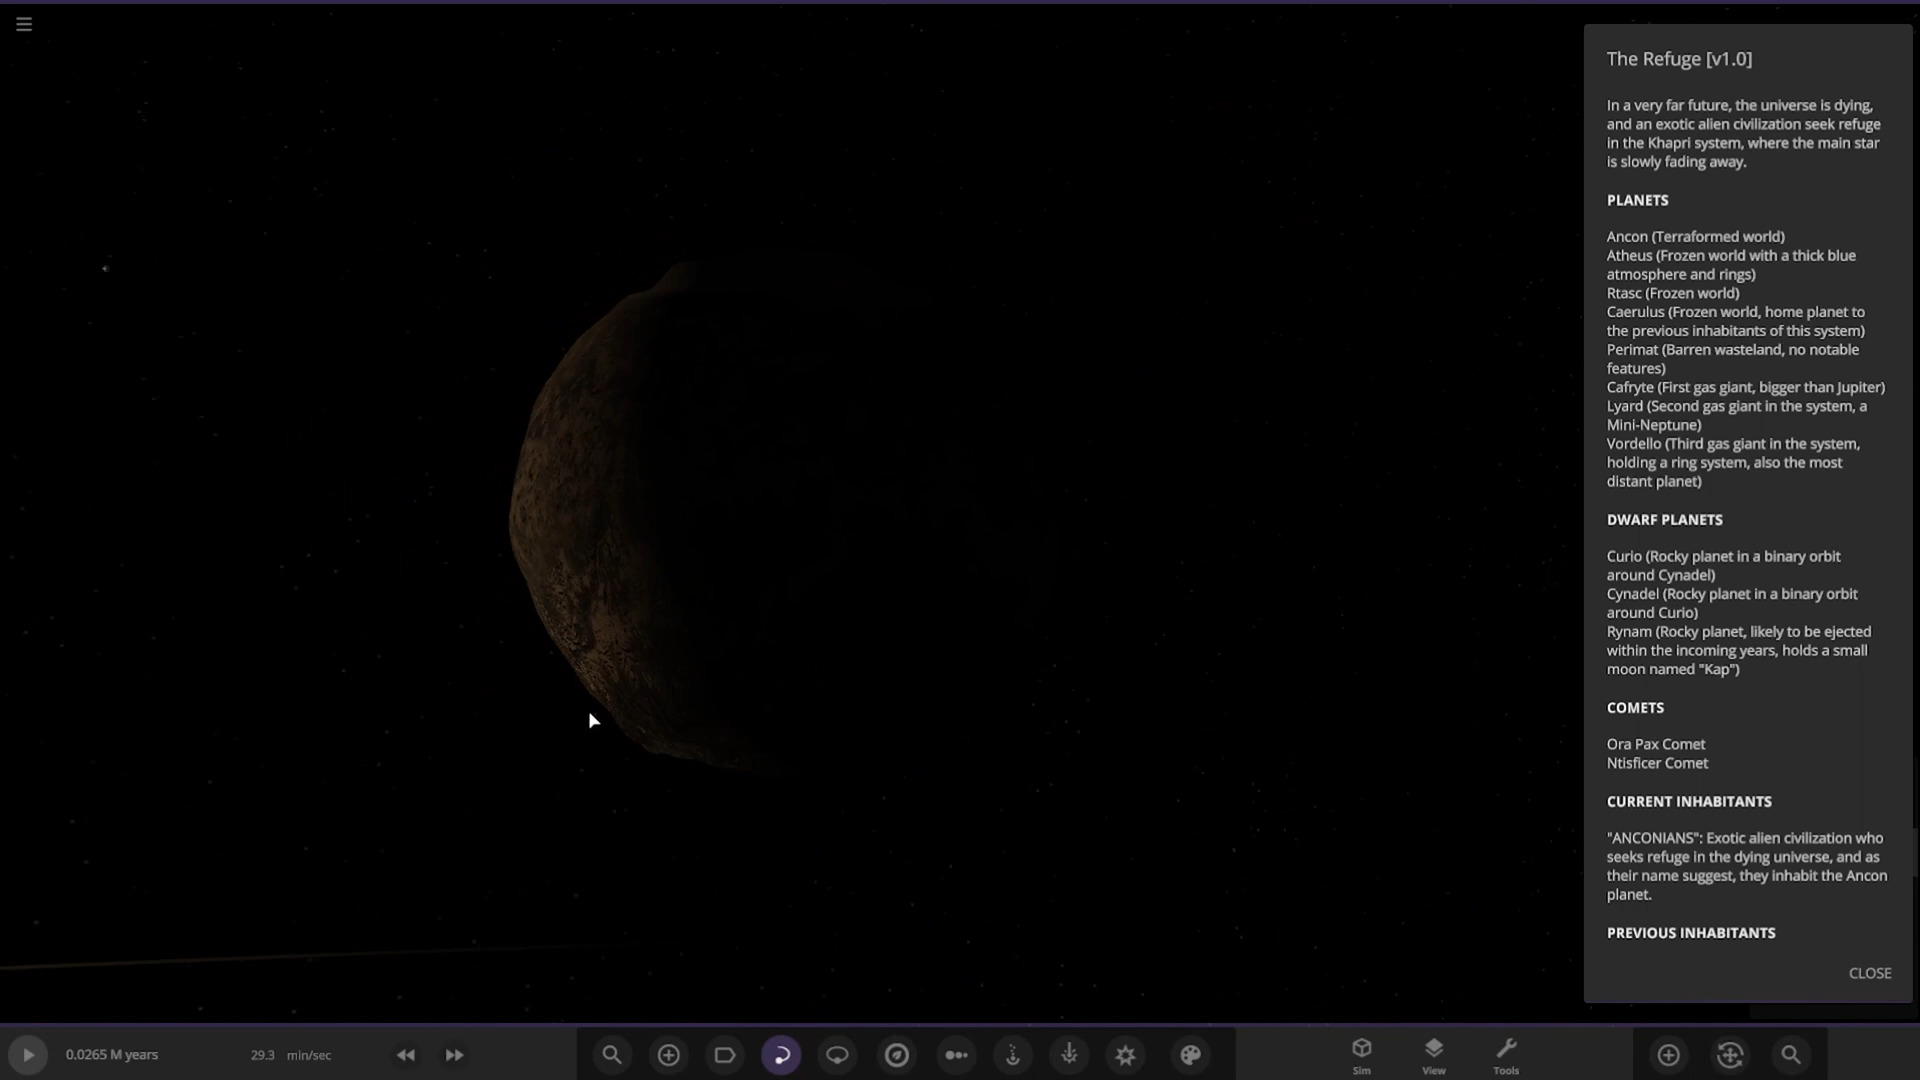 The Refuge [v1.0]
In a very far future, the universe is dying,
and an exotic alien civilization seek refuge
in the Khapri system, where the main star
is slowly fading away.
PLANETS
Ancon (Terraformed world)
Atheus (Frozen world with a thick blue
atmosphere and rings)
Rtasc (Frozen world)
Caerulus (Frozen world, home planet to
the previous inhabitants of this system)
Perimat (Barren wasteland, no notable
features)
Cafryte (First gas giant, bigger than Jupiter)
Lyard (Second gas giant in the system, a
Mini-Neptune)
Vordello (Third gas giant in the system,
holding a ring system, also the most
distant planet)
DWARF PLANETS
Curio (Rocky planet in a binary orbit
around Cynadel)
Cynadel (Rocky planet in a binary orbit
around Curio)
Rynam (Rocky planet, likely to be ejected
within the incoming years, holds a small
moon named "Kap")
COMETS
Ora Pax Comet
Ntisficer Comet
CURRENT INHABITANTS
"ANCONIANS": Exotic alien civilization who
seeks refuge in the dying universe, and as
their name suggest, they inhabit the Ancon
planet.
PREVIOUS INHABITANTS
CLOSE
0.0265 M years
29.3 min/sec
Sim
View
Tools